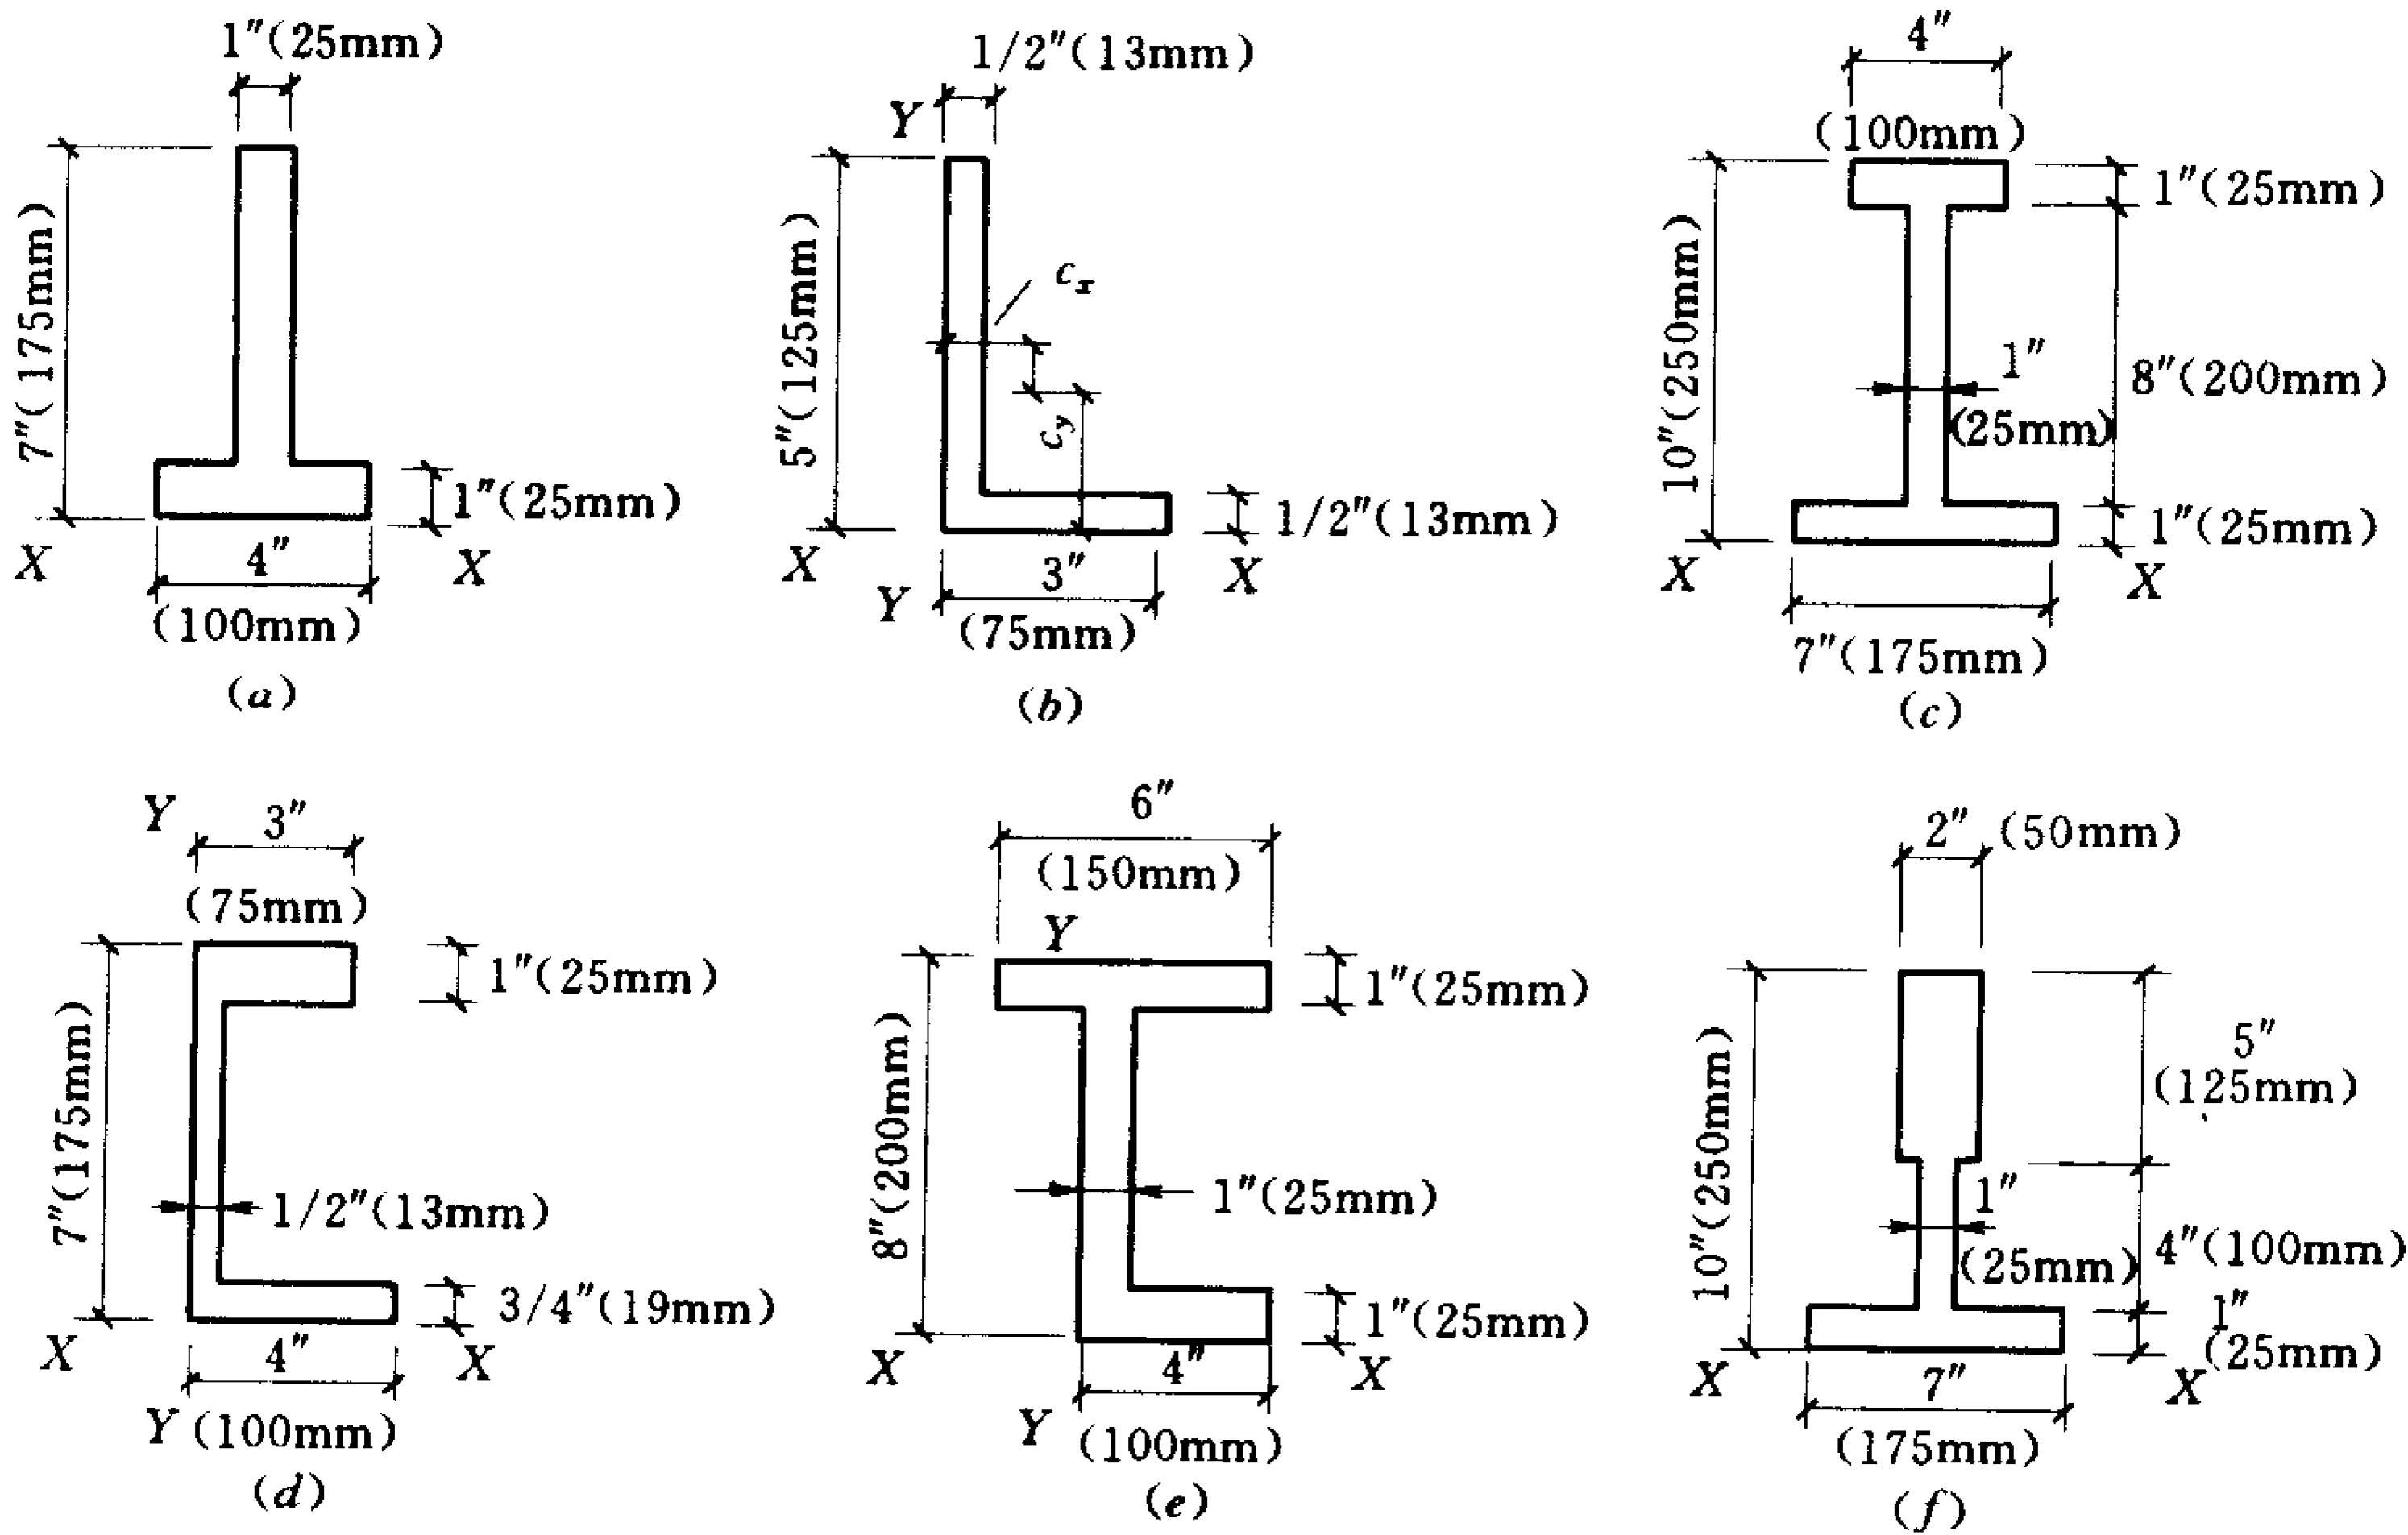 1″(25mm)
7″(175mm)
1″(25mm)
X
4″
X
(100mm)
(a)
1/2″(13mm)
Y
5″(125mm)
cx
cy
1/2″(13mm)
X
3″
X
Y
(75mm)
(b)
4″
(100mm)
1″(25mm)
10″(250mm)
1″
(25mm)
8″(200mm)
1″(25mm)
X
X
7″(175mm)
(c)
Y
3″
(75mm)
1″(25mm)
7″(175mm)
1/2″(13mm)
3/4″(19mm)
X
4″
X
Y
(100mm)
(d)
6″
(150mm)
Y
1″(25mm)
8″(200mm)
1″(25mm)
1″(25mm)
X
4″
X
Y
(100mm)
(e)
2″ (50mm)
5″
(125mm)
10″(250mm)
1″
(25mm)
4″(100mm)
1″
(25mm)
X
7″
X
(175mm)
(f)